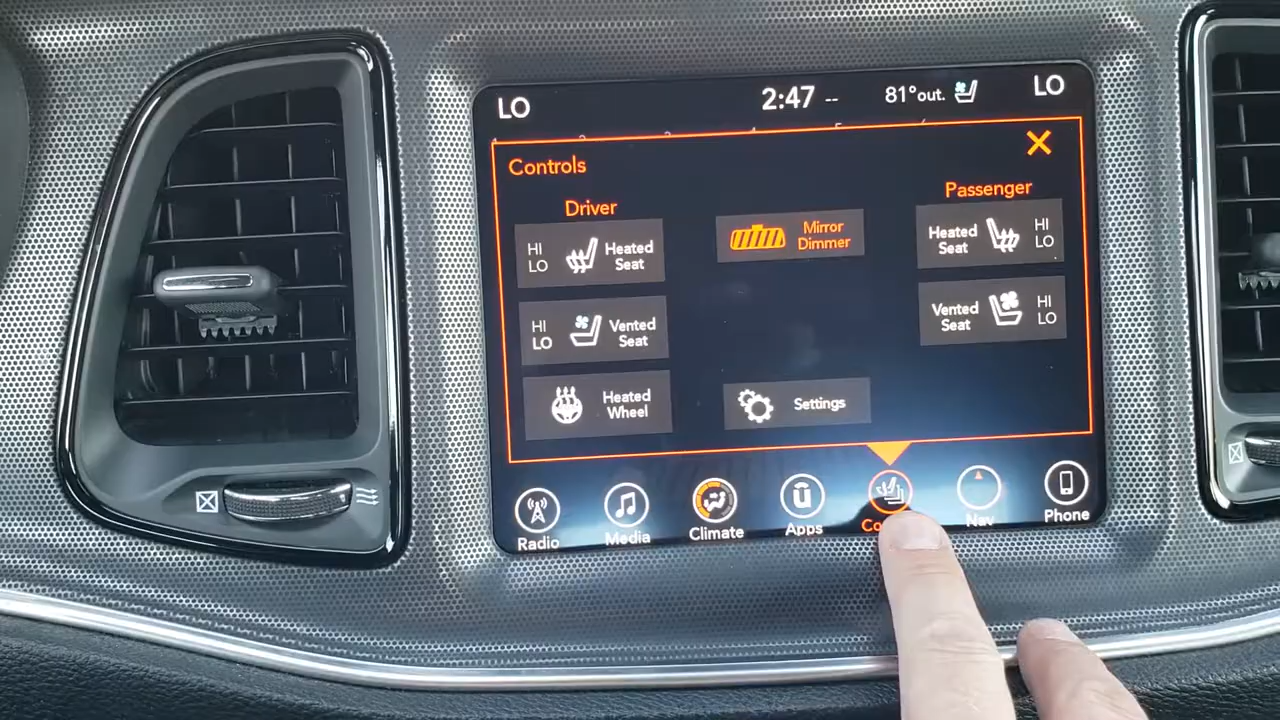 LO
2:47 --
81°out.
LO
Controls
Driver
Passenger
HI
LO
Heated
Seat
Mirror
Dimmer
Heated
Seat
HI
LO
HI
LO
Vented
Seat
Vented
Seat
HI
LO
Heated
Wheel
Settings
Radio
Media
Climate
Apps
Nav
Phone